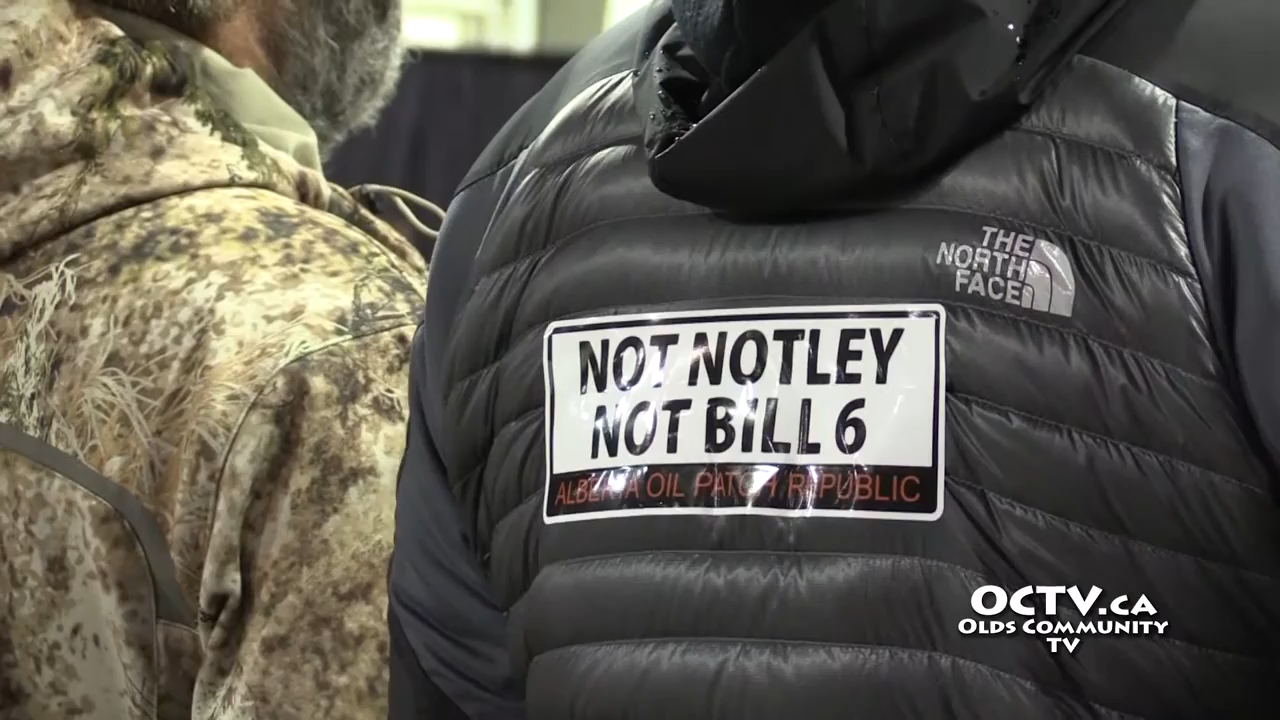 THE
NORTH
FACE
NOT NOTLEY
NOT BILL 6
ALBERTA OIL PATCH REPUBLIC
OCTV.CA
OLDS COMMUNITY
TV